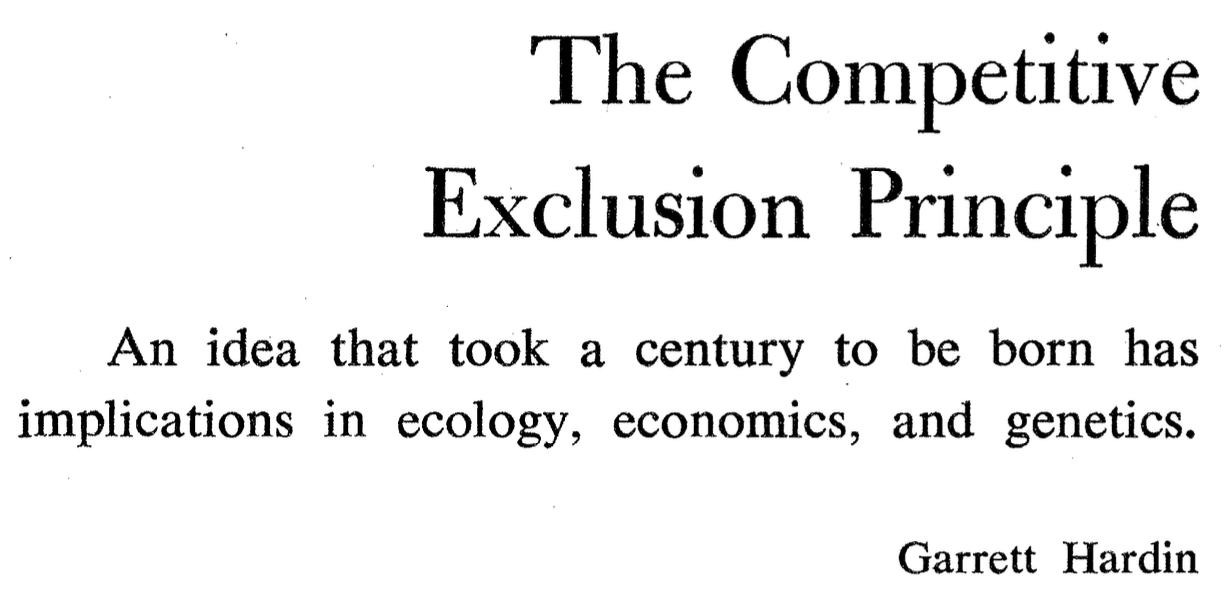 The Competitive
Exclusion Principle
An idea that took a century to be born has
implications in ecology, economics, and genetics.
Garrett Hardin